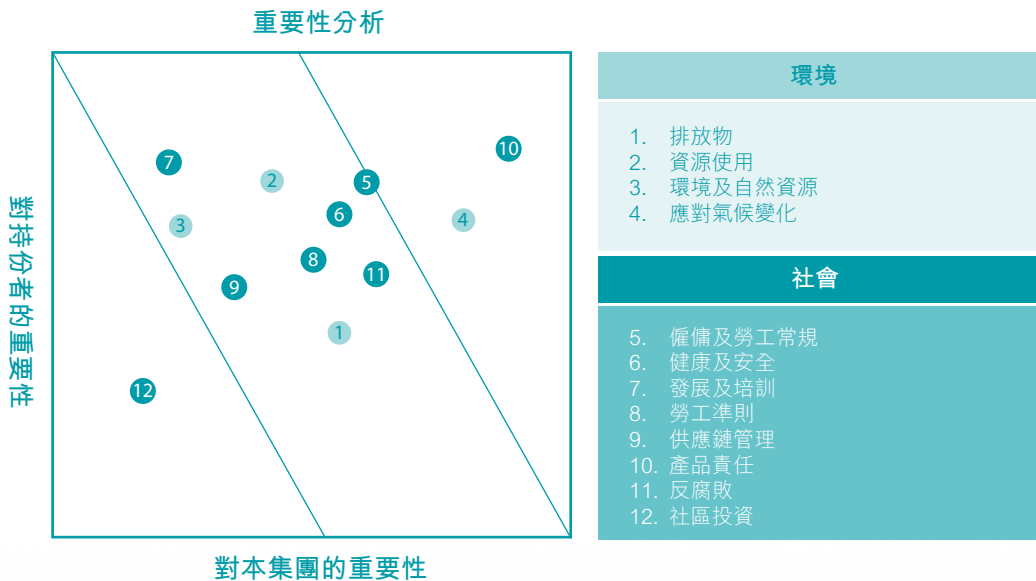 重要性分析
對持份者的重要性
7
2
5
10
3
6
4
8
9
11
1
12
對本集團的重要性
環境
1. 排放物
2. 資源使用
3. 環境及自然資源
4. 應對氣候變化
社會
5. 僱傭及勞工常規
6. 健康及安全
7. 發展及培訓
8. 勞工準則
9. 供應鏈管理
10. 產品責任
11. 反腐敗
12. 社區投資